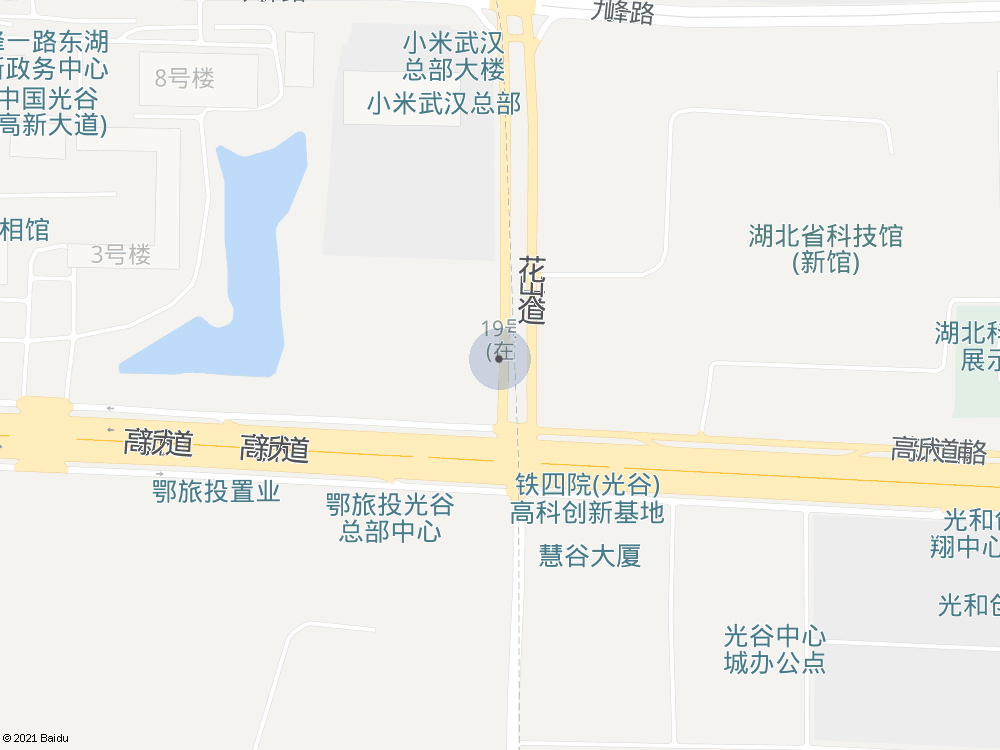 九峰路
小米武汉
总部大楼
小米武汉总部
8号楼
一路东湖
政务中心
中国光谷
高新大道)
相馆
3号楼
湖北省科技馆
(新馆)
花山道
19号
(在
湖北科
展示
高新大道
高新大道
高新大道辅路
鄂旅投置业
鄂旅投光谷
总部中心
铁四院(光谷)
高科创新基地
慧谷大厦
光和创
翔中心
光和创
光谷中心
城办公点
© 2021 Baidu